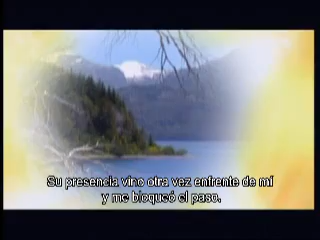 Su presencia vino otra vez enfrente de mí
y me bloqueó el paso.